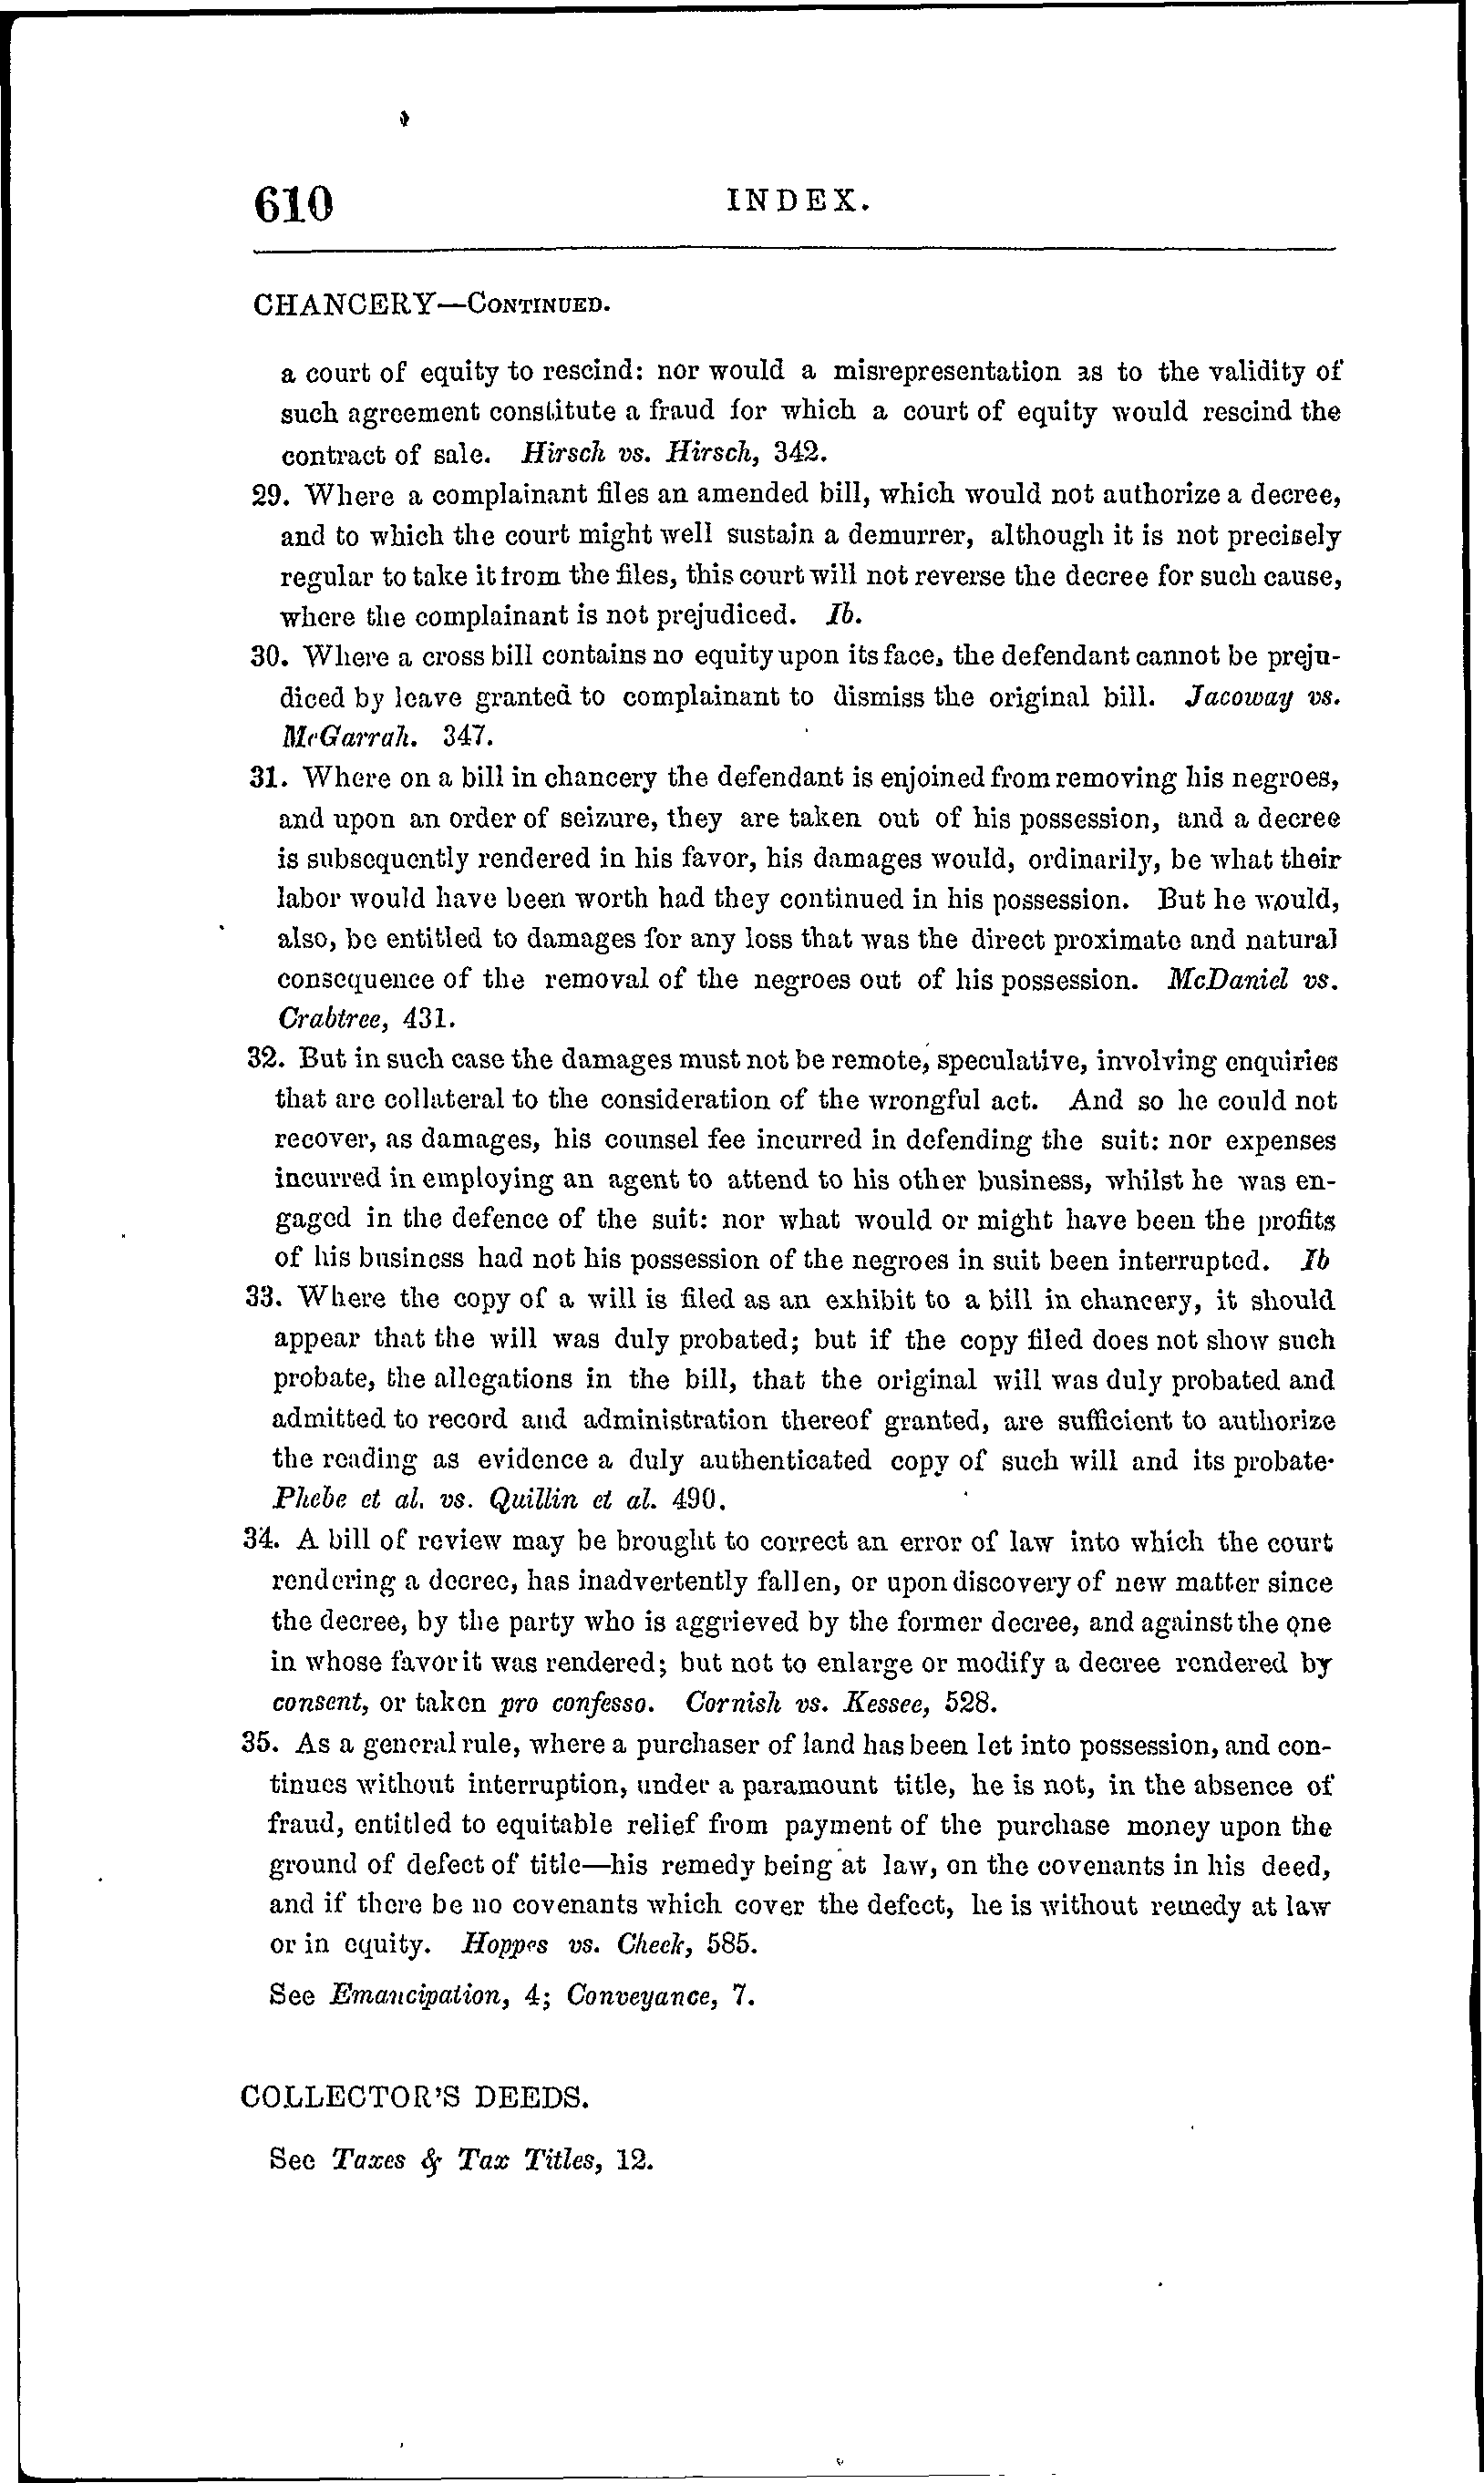 610
INDEX.
CHANCERY—CONTINUED.
a court of equity to rescind: nor would a misrepresentation as to the validity of
such agreement constitute a fraud for which a court of equity would rescind the
contract of sale. Hirsch vs. Hirsch, 342.
29. Where a complainant files an amended bill, which would not authorize a decree,
and to which the court might well sustain a demurrer, although it is not precisely
regular to take it from the files, this court will not reverse the decree for such cause,
where the complainant is not prejudiced. Ib.
30. Where a cross bill contains no equity upon its face, the defendant cannot be preju-
diced by leave granted to complainant to dismiss the original bill. Jacoway vs.
McGarrah. 347.
31. Where on a bill in chancery the defendant is enjoined from removing his negroes,
and upon an order of seizure, they are taken out of his possession, and a decree
is subsequently rendered in his favor, his damages would, ordinarily, be what their
labor would have been worth had they continued in his possession. But he would,
also, be entitled to damages for any loss that was the direct proximate and natural
consequence of the removal of the negroes out of his possession. McDaniel vs.
Crabtree, 431.
32. But in such case the damages must not be remote, speculative, involving enquiries
that are collateral to the consideration of the wrongful act. And so he could not
recover, as damages, his counsel fee incurred in defending the suit: nor expenses
incurred in employing an agent to attend to his other business, whilst he was en-
gaged in the defence of the suit: nor what would or might have been the profits
of his business had not his possession of the negroes in suit been interrupted. Ib
33. Where the copy of a will is filed as an exhibit to a bill in chancery, it should
appear that the will was duly probated; but if the copy filed does not show such
probate, the allegations in the bill, that the original will was duly probated and
admitted to record and administration thereof granted, are sufficient to authorize
the reading as evidence a duly authenticated copy of such will and its probate.
Phebe et al. vs. Quillin et al. 490.
34. A bill of review may be brought to correct an error of law into which the court
rendering a decree, has inadvertently fallen, or upon discovery of new matter since
the decree, by the party who is aggrieved by the former decree, and against the one
in whose favor it was rendered; but not to enlarge or modify a decree rendered by
consent, or taken pro confesso. Cornish vs. Kessee, 528.
35. As a general rule, where a purchaser of land has been let into possession, and con-
tinues without interruption, under a paramount title, he is not, in the absence of
fraud, entitled to equitable relief from payment of the purchase money upon the
ground of defect of title—his remedy being at law, on the covenants in his deed,
and if there be no covenants which cover the defect, he is without remedy at law
or in equity. Hoppes vs. Cheek, 585.
See Emancipation, 4; Conveyance, 7.
COLLECTOR'S DEEDS.
See Taxes & Tax Titles, 12.